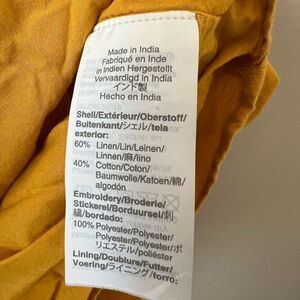 Made in India
Fabriqué en Inde
in Indien Hergestellt
Vervaardigd in India
インド製
Hecho en India
Shell/Extérieur/Oberstoff/
Buitenkant/シェル/tela
exterior:
60% Linen/Lin/Leinen/
Linnen/麻/lino
40% Cotton/Coton/
Baumwolle/Katoen/綿/
algodón
Embroidery/Broderie/
Stickerei/Borduursel/刺
繍/bordado:
100% Polyester/Polyester/
Polyester/Polyester/ポ
リエステル/poliéster
Lining/Doublure/Futter/
Voering/ライニング/forro: